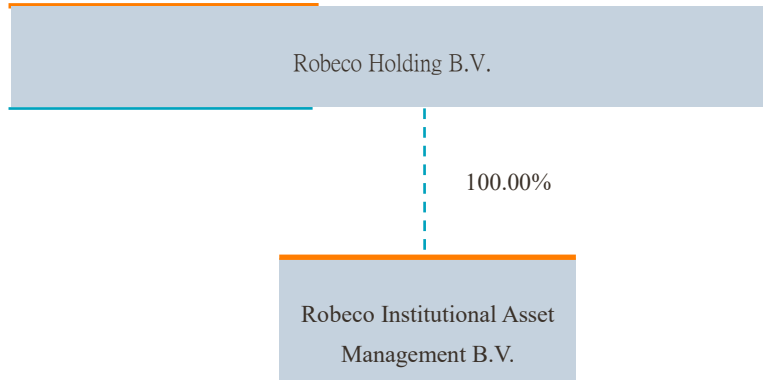 Robeco Holding B.V.
100.00%
Robeco Institutional Asset
Management B.V.